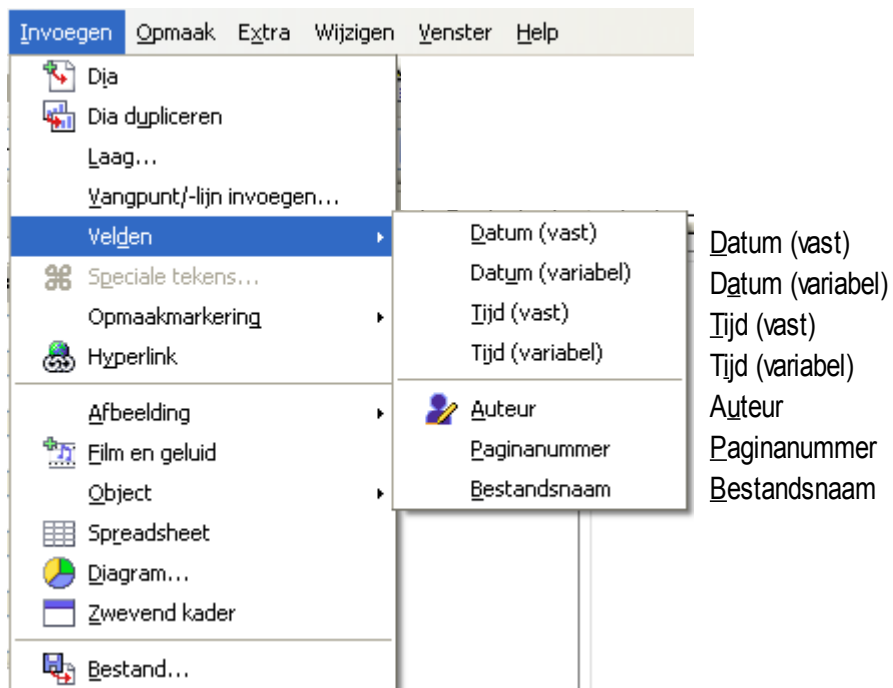 Invoegen Opmaak Extra Wijzigen Venster Help
Dia
Dia dupliceren
Laag...
Vangpunt/-lijn invoegen...
Velden
Speciale tekens...
Opmaakmarkering
Hyperlink
Afbeelding
Film en geluid
Object
Spreadsheet
Diagram...
Zwevend kader
Bestand...
Datum (vast)
Datum (variabel)
Tijd (vast)
Tijd (variabel)
Auteur
Paginanummer
Bestandsnaam
Datum (vast)
Datum (variabel)
Tijd (vast)
Tijd (variabel)
Auteur
Paginanummer
Bestandsnaam